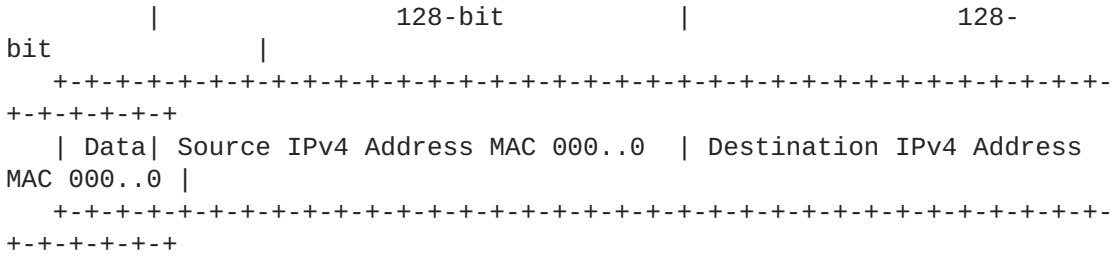 |               128-bit           |               128-
bit            |
   +-+-+-+-+-+-+-+-+-+-+-+-+-+-+-+-+-+-+-+-+-+-+-+-+-+-+-+-+-+-+-+-+-+-
+-+-+-+-+-+
   | Data| Source IPv4 Address MAC 000..0  | Destination IPv4 Address
MAC 000..0 |
   +-+-+-+-+-+-+-+-+-+-+-+-+-+-+-+-+-+-+-+-+-+-+-+-+-+-+-+-+-+-+-+-+-+-
+-+-+-+-+-+